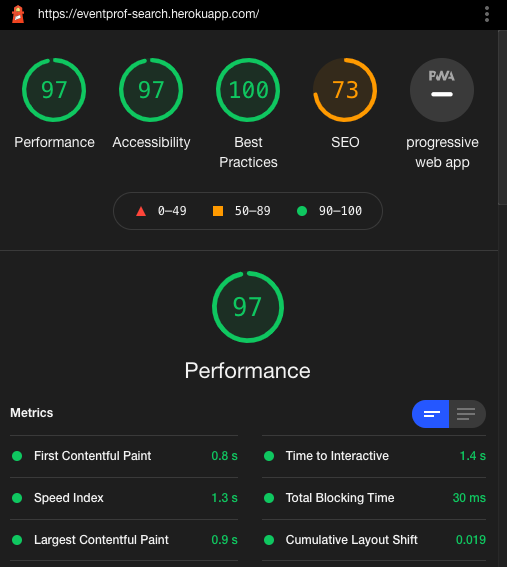 https://eventprof-search.herokuapp.com/
97 97 100 73 PWA
Performance Accessibility Best Practices SEO progressive web app
0–49 50–89 90–100
97
Performance
Metrics
First Contentful Paint 0.8 s
Time to Interactive 1.4 s
Speed Index 1.3 s
Total Blocking Time 30 ms
Largest Contentful Paint 0.9 s
Cumulative Layout Shift 0.019